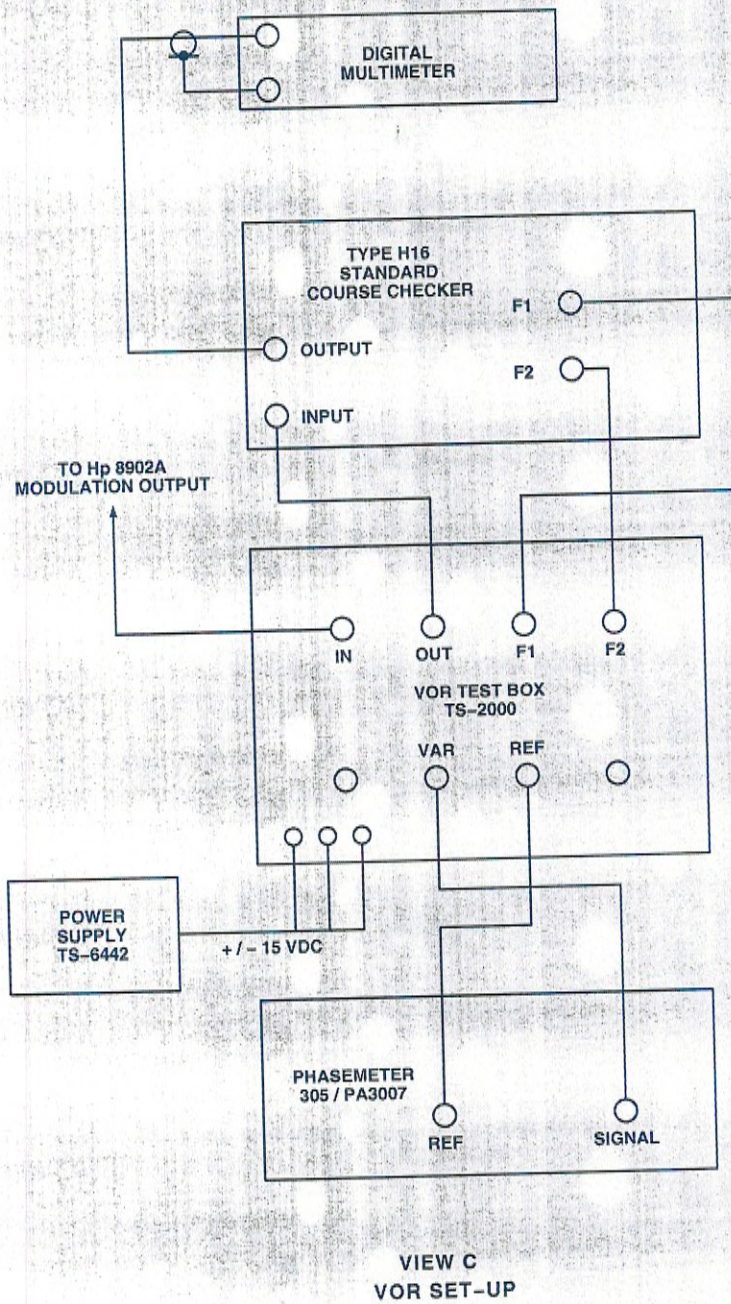 DIGITAL
MULTIMETER
TYPE H16
STANDARD
COURSE CHECKER
F1
OUTPUT
F2
INPUT
TO Hp 8902A
MODULATION OUTPUT
IN
OUT
F1
F2
VOR TEST BOX
TS-2000
VAR
REF
POWER
SUPPLY
TS-6442
+ / - 15 VDC
PHASEMETER
305 / PA3007
REF
SIGNAL
VIEW C
VOR SET-UP